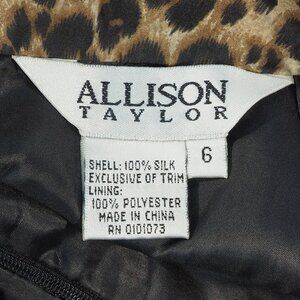 ALLISON
TAYLOR
6
SHELL: 100% SILK
EXCLUSIVE OF TRIM
LINING:
100% POLYESTER
MADE IN CHINA
RN 0101073